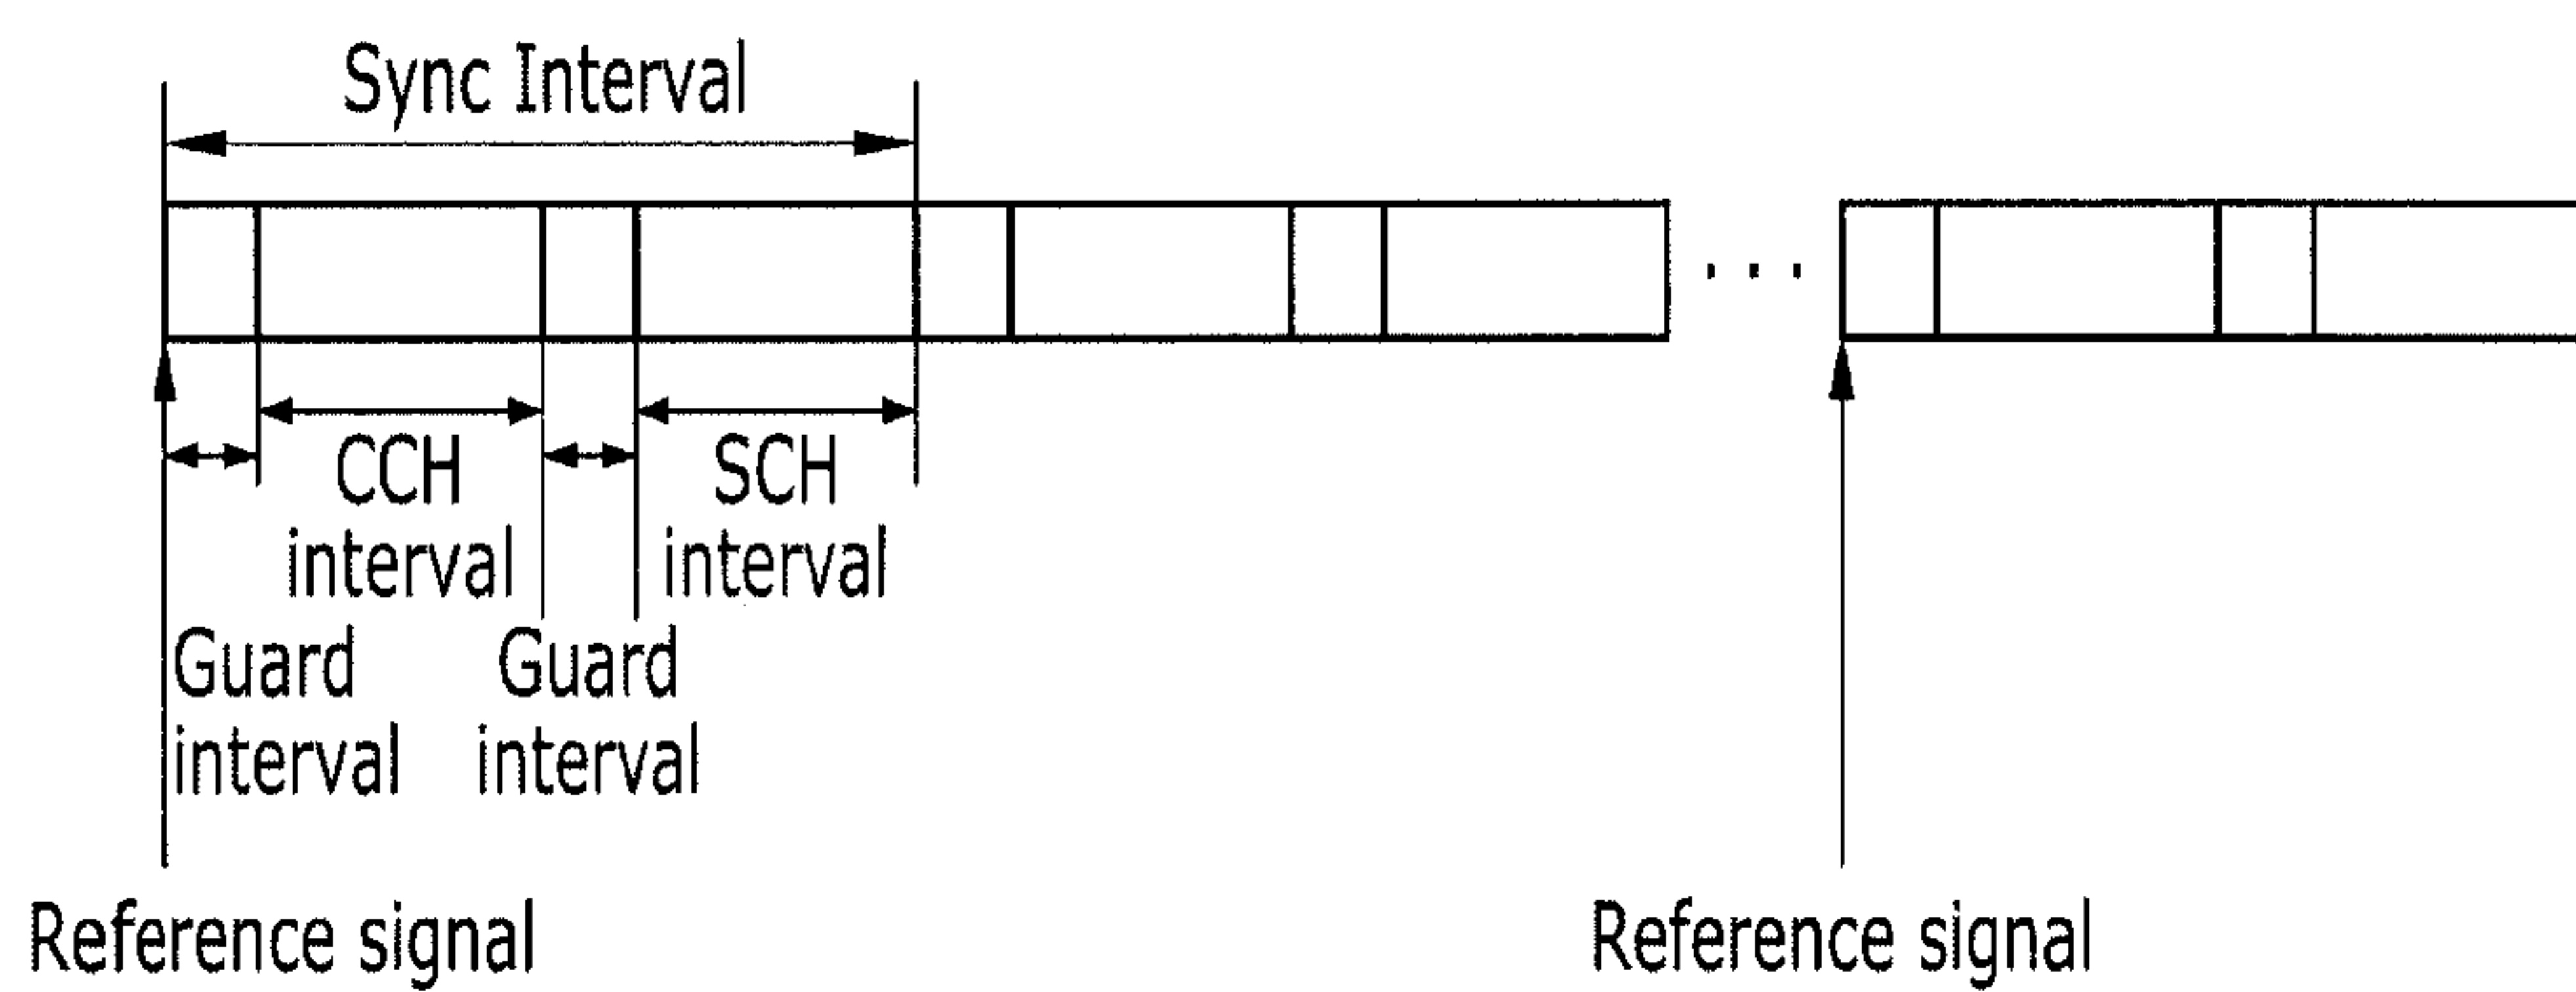 Sync Interval
. . .
CCH
interval
SCH
interval
Guard
interval
Guard
interval
Reference signal
Reference signal